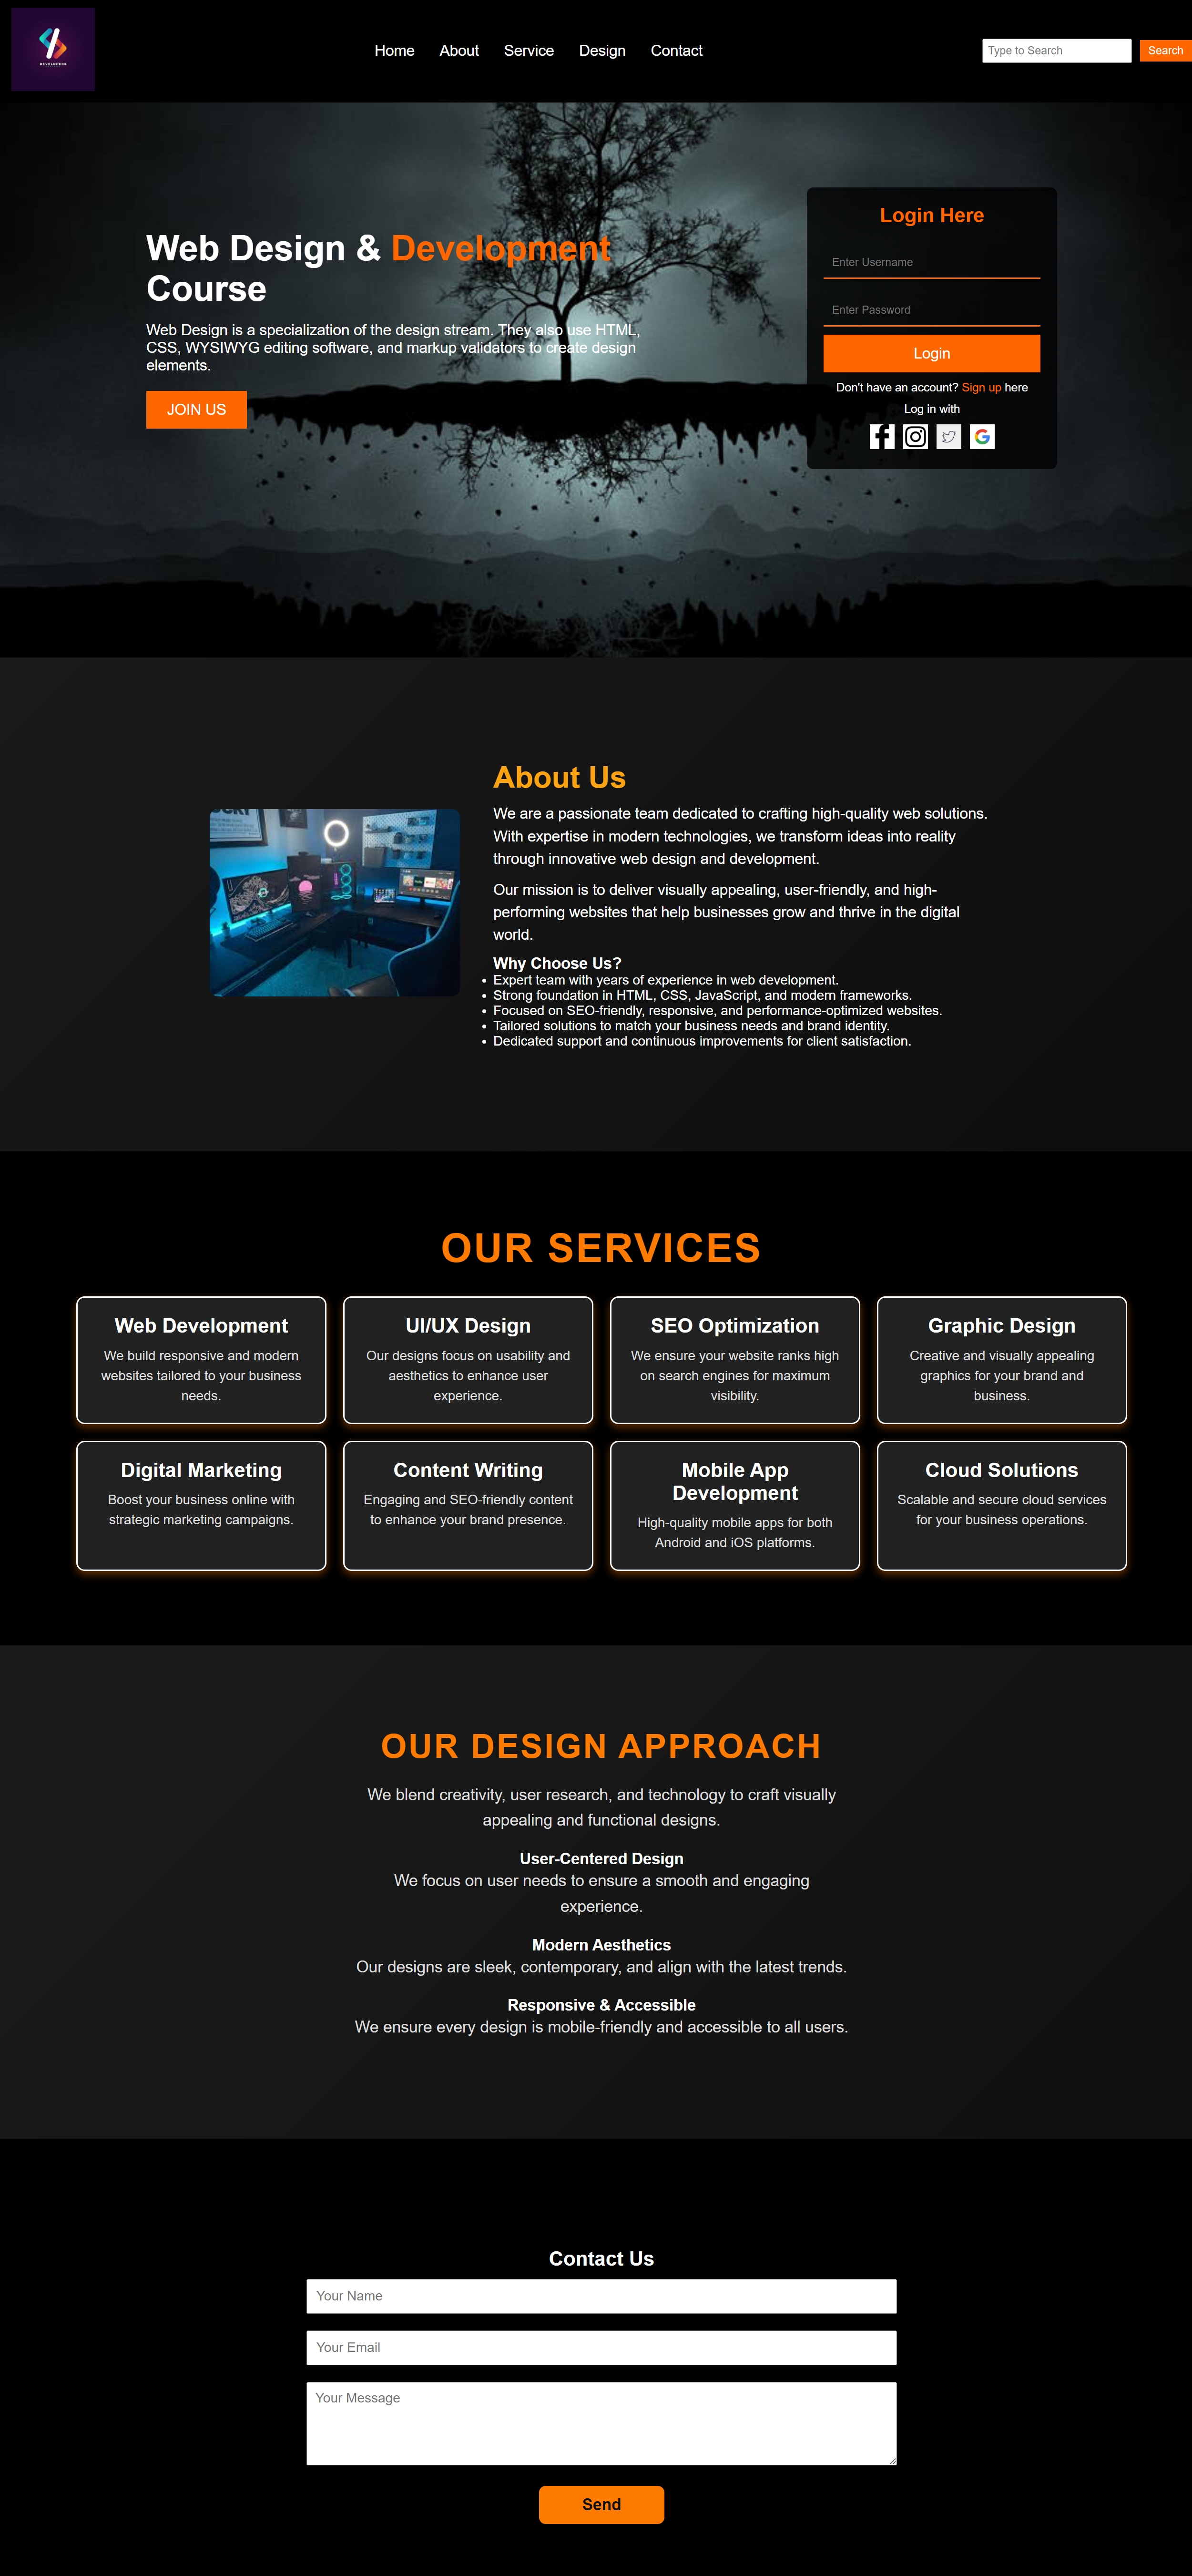 DEVELOPERS
Home About Service Design Contact
Type to Search Search
Web Design & Development
Course
Web Design is a specialization of the design stream. They also use HTML,
CSS, WYSIWYG editing software, and markup validators to create design
elements.
JOIN US
Login Here
Enter Username
Enter Password
Login
Don't have an account? Sign up here
Log in with
About Us
We are a passionate team dedicated to crafting high-quality web solutions.
With expertise in modern technologies, we transform ideas into reality
through innovative web design and development.
Our mission is to deliver visually appealing, user-friendly, and high-
performing websites that help businesses grow and thrive in the digital
world.
Why Choose Us?
• Expert team with years of experience in web development.
• Strong foundation in HTML, CSS, JavaScript, and modern frameworks.
• Focused on SEO-friendly, responsive, and performance-optimized websites.
• Tailored solutions to match your business needs and brand identity.
• Dedicated support and continuous improvements for client satisfaction.
OUR SERVICES
Web Development
We build responsive and modern
websites tailored to your business
needs.
UI/UX Design
Our designs focus on usability and
aesthetics to enhance user
experience.
SEO Optimization
We ensure your website ranks high
on search engines for maximum
visibility.
Graphic Design
Creative and visually appealing
graphics for your brand and
business.
Digital Marketing
Boost your business online with
strategic marketing campaigns.
Content Writing
Engaging and SEO-friendly content
to enhance your brand presence.
Mobile App
Development
High-quality mobile apps for both
Android and iOS platforms.
Cloud Solutions
Scalable and secure cloud services
for your business operations.
OUR DESIGN APPROACH
We blend creativity, user research, and technology to craft visually
appealing and functional designs.
User-Centered Design
We focus on user needs to ensure a smooth and engaging
experience.
Modern Aesthetics
Our designs are sleek, contemporary, and align with the latest trends.
Responsive & Accessible
We ensure every design is mobile-friendly and accessible to all users.
Contact Us
Your Name
Your Email
Your Message
Send